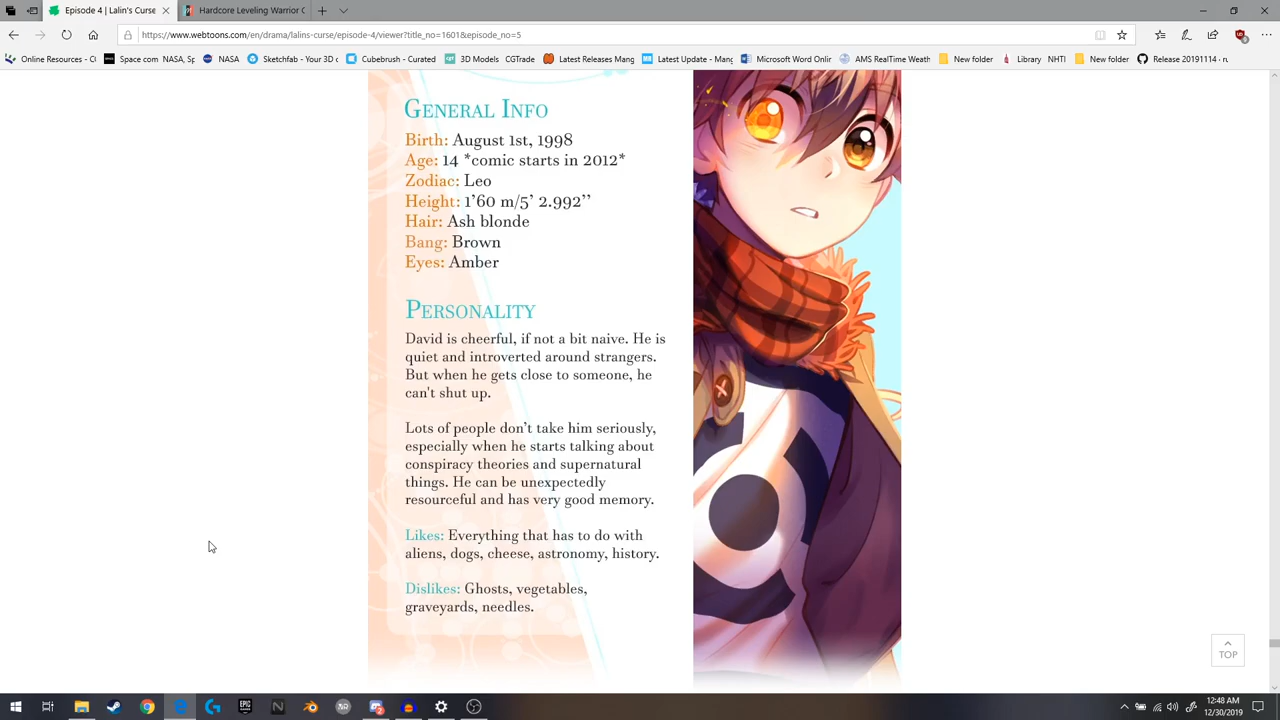 Episode 4 | Lalin's Curse
Hardcore Leveling Warrior
https://www.webtoons.com/en/drama/lalins-curse/episode-4/viewer?title_no=1601&episode_no=5
Online Resources - Cl
Space com NASA, Sp
NASA
Sketchfab - Your 3D c
Cubebrush - Curated
3D Models CGTrade
Latest Releases Mang
Latest Update - Mang
Microsoft Word Onlin
AMS RealTime Weath
New folder
Library NHTI
New folder
Release 20191114 · ru
GENERAL INFO
Birth: August 1st, 1998
Age: 14 *comic starts in 2012*
Zodiac: Leo
Height: 1'60 m/5' 2.992''
Hair: Ash blonde
Bang: Brown
Eyes: Amber
PERSONALITY
David is cheerful, if not a bit naive. He is
quiet and introverted around strangers.
But when he gets close to someone, he
can't shut up.
Lots of people don't take him seriously,
especially when he starts talking about
conspiracy theories and supernatural
things. He can be unexpectedly
resourceful and has very good memory.
Likes: Everything that has to do with
aliens, dogs, cheese, astronomy, history.
Dislikes: Ghosts, vegetables,
graveyards, needles.
TOP
EPIC
GAMES
12:48 AM
12/30/2019